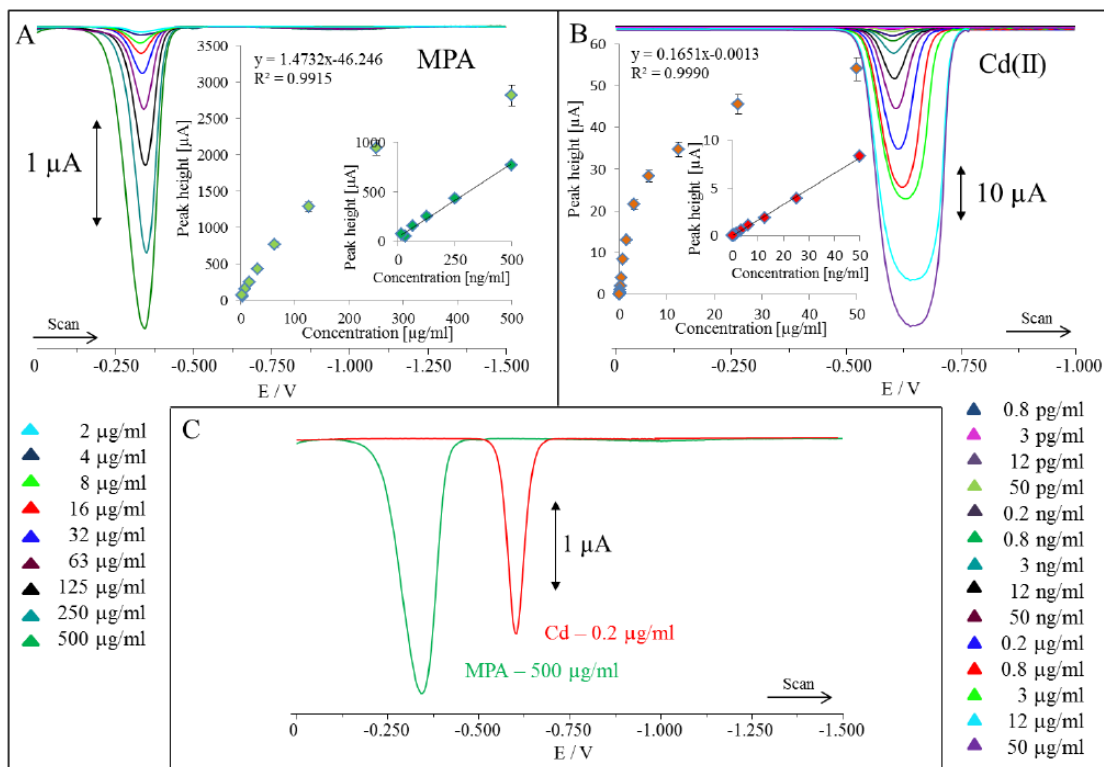 A
MPA
y = 1.4732x-46.246
R² = 0.9915
Peak height [µA]
3500
3000
2500
2000
1500
1000
500
0
0
100
200
300
400
500
Concentration [µg/ml]
Peak height [µA]
1000
500
0
0
250
500
Concentration [ng/ml]
1 µA
Scan
0
-0.250
-0.500
-0.750
-1.000
-1.250
-1.500
E / V
B
Cd(II)
y = 0.1651x-0.0013
R² = 0.9990
Peak height [µA]
60
50
40
30
20
10
0
0
10
20
30
40
50
Concentration [µg/ml]
Peak height [µA]
10
5
0
0
10
20
30
40
50
Concentration [ng/ml]
10 µA
Scan
0
-0.250
-0.500
-0.750
-1.000
E / V
2 µg/ml
4 µg/ml
8 µg/ml
16 µg/ml
32 µg/ml
63 µg/ml
125 µg/ml
250 µg/ml
500 µg/ml
C
1 µA
Cd – 0.2 µg/ml
MPA – 500 µg/ml
Scan
0
-0.250
-0.500
-0.750
-1.000
-1.250
-1.500
E / V
0.8 pg/ml
3 pg/ml
12 pg/ml
50 pg/ml
0.2 ng/ml
0.8 ng/ml
3 ng/ml
12 ng/ml
50 ng/ml
0.2 µg/ml
0.8 µg/ml
3 µg/ml
12 µg/ml
50 µg/ml